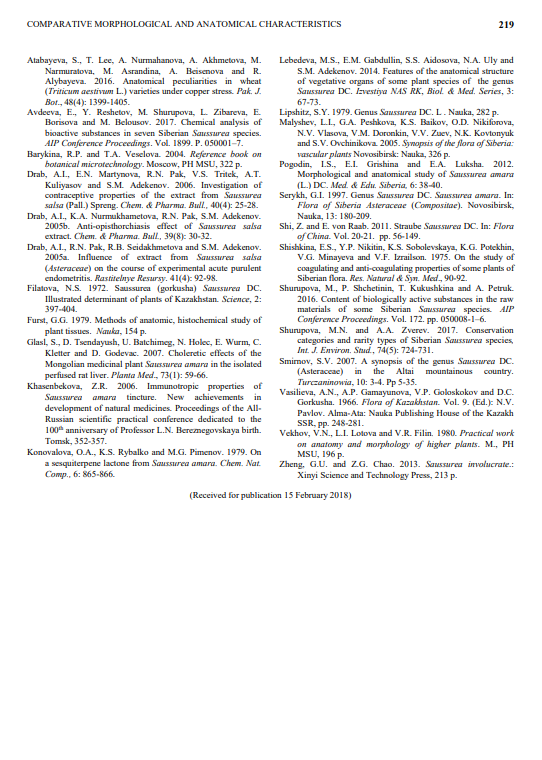 COMPARATIVE MORPHOLOGICAL AND ANATOMICAL CHARACTERISTICS 219
Atabayeva, S., T. Lee, A. Nurmahanova, A. Akhmetova, M.
Narmuratova, M. Asrandina, A. Beisenova and R.
Alybayeva. 2016. Anatomical peculiarities in wheat
(Triticum aestivum L.) varieties under copper stress. Pak. J.
Bot., 48(4): 1399-1405.
Avdeeva, E., Y. Reshetov, M. Shurupova, L. Zibareva, E.
Borisova and M. Belousov. 2017. Chemical analysis of
bioactive substances in seven Siberian Saussurea species.
AIP Conference Proceedings. Vol. 1899. P. 050001–7.
Barykina, R.P. and T.A. Veselova. 2004. Reference book on
botanical microtechnology. Moscow, PH MSU, 322 p.
Drab, A.I., E.N. Martynova, R.N. Pak, V.S. Tritek, A.T.
Kuliyasov and S.M. Adekenov. 2006. Investigation of
contraceptive properties of the extract from Saussurea
salsa (Pall.) Spreng. Chem. & Pharma. Bull., 40(4): 25-28.
Drab, A.I., K.A. Nurmukhametova, R.N. Pak, S.M. Adekenov.
2005b. Anti-opisthorchiasis effect of Saussurea salsa
extract. Chem. & Pharma. Bull., 39(8): 30-32.
Drab, A.I., R.N. Pak, R.B. Seidakhmetova and S.M. Adekenov.
2005a. Influence of extract from Saussurea salsa
(Asteraceae) on the course of experimental acute purulent
endometritis. Rastitelnye Resursy. 41(4): 92-98.
Filatova, N.S. 1972. Saussurea (gorkusha) Saussurea DC.
Illustrated determinant of plants of Kazakhstan. Science, 2:
397-404.
Furst, G.G. 1979. Methods of anatomic, histochemical study of
plant tissues. Nauka, 154 p.
Glasl, S., D. Tsendayush, U. Batchimeg, N. Holec, E. Wurm, C.
Kletter and D. Godevac. 2007. Choleretic effects of the
Mongolian medicinal plant Saussurea amara in the isolated
perfused rat liver. Planta Med., 73(1): 59-66.
Khasenbekova, Z.R. 2006. Immunotropic properties of
Saussurea amara tincture. New achievements in
development of natural medicines. Proceedings of the All-
Russian scientific practical conference dedicated to the
100th anniversary of Professor L.N. Bereznegovskaya birth.
Tomsk, 352-357.
Konovalova, O.A., K.S. Rybalko and M.G. Pimenov. 1979. On
a sesquiterpene lactone from Saussurea amara. Chem. Nat.
Comp., 6: 865-866.
Lebedeva, M.S., E.M. Gabdullin, S.S. Aidosova, N.A. Uly and
S.M. Adekenov. 2014. Features of the anatomical structure
of vegetative organs of some plant species of the genus
Saussurea DC. Izvestiya NAS RK, Biol. & Med. Series, 3:
67-73.
Lipshitz, S.Y. 1979. Genus Saussurea DC. L . Nauka, 282 p.
Malyshev, L.I., G.A. Peshkova, K.S. Baikov, O.D. Nikiforova,
N.V. Vlasova, V.M. Doronkin, V.V. Zuev, N.K. Kovtonyuk
and S.V. Ovchinikova. 2005. Synopsis of the flora of Siberia:
vascular plants Novosibirsk: Nauka, 326 p.
Pogodin, I.S., E.I. Grishina and E.A. Luksha. 2012.
Morphological and anatomical study of Saussurea amara
(L.) DC. Med. & Edu. Siberia, 6: 38-40.
Serykh, G.I. 1997. Genus Saussurea DC. Saussurea amara. In:
Flora of Siberia Asteraceae (Compositae). Novosibirsk,
Nauka, 13: 180-209.
Shi, Z. and E. von Raab. 2011. Straube Saussurea DC. In: Flora
of China. Vol. 20-21. pp. 56-149.
Shishkina, E.S., Y.P. Nikitin, K.S. Sobolevskaya, K.G. Potekhin,
V.G. Minayeva and V.F. Izrailson. 1975. On the study of
coagulating and anti-coagulating properties of some plants of
Siberian flora. Res. Natural & Syn. Med., 90-92.
Shurupova, M., P. Shchetinin, T. Kukushkina and A. Petruk.
2016. Content of biologically active substances in the raw
materials of some Siberian Saussurea species. AIP
Conference Proceedings. Vol. 172. pp. 050008-1–6.
Shurupova, M.N. and A.A. Zverev. 2017. Conservation
categories and rarity types of Siberian Saussurea species,
Int. J. Environ. Stud., 74(5): 724-731.
Smirnov, S.V. 2007. A synopsis of the genus Saussurea DC.
(Asteraceae) in the Altai mountainous country.
Turczaninowia, 10: 3-4. Pp 5-35.
Vasilieva, A.N., A.P. Gamayunova, V.P. Goloskokov and D.C.
Gorkusha. 1966. Flora of Kazakhstan. Vol. 9. (Ed.): N.V.
Pavlov. Alma-Ata: Nauka Publishing House of the Kazakh
SSR, pp. 248-281.
Vekhov, V.N., L.I. Lotova and V.R. Filin. 1980. Practical work
on anatomy and morphology of higher plants. M., PH
MSU, 196 p.
Zheng, G.U. and Z.G. Chao. 2013. Saussurea involucrate.:
Xinyi Science and Technology Press, 213 p.
(Received for publication 15 February 2018)